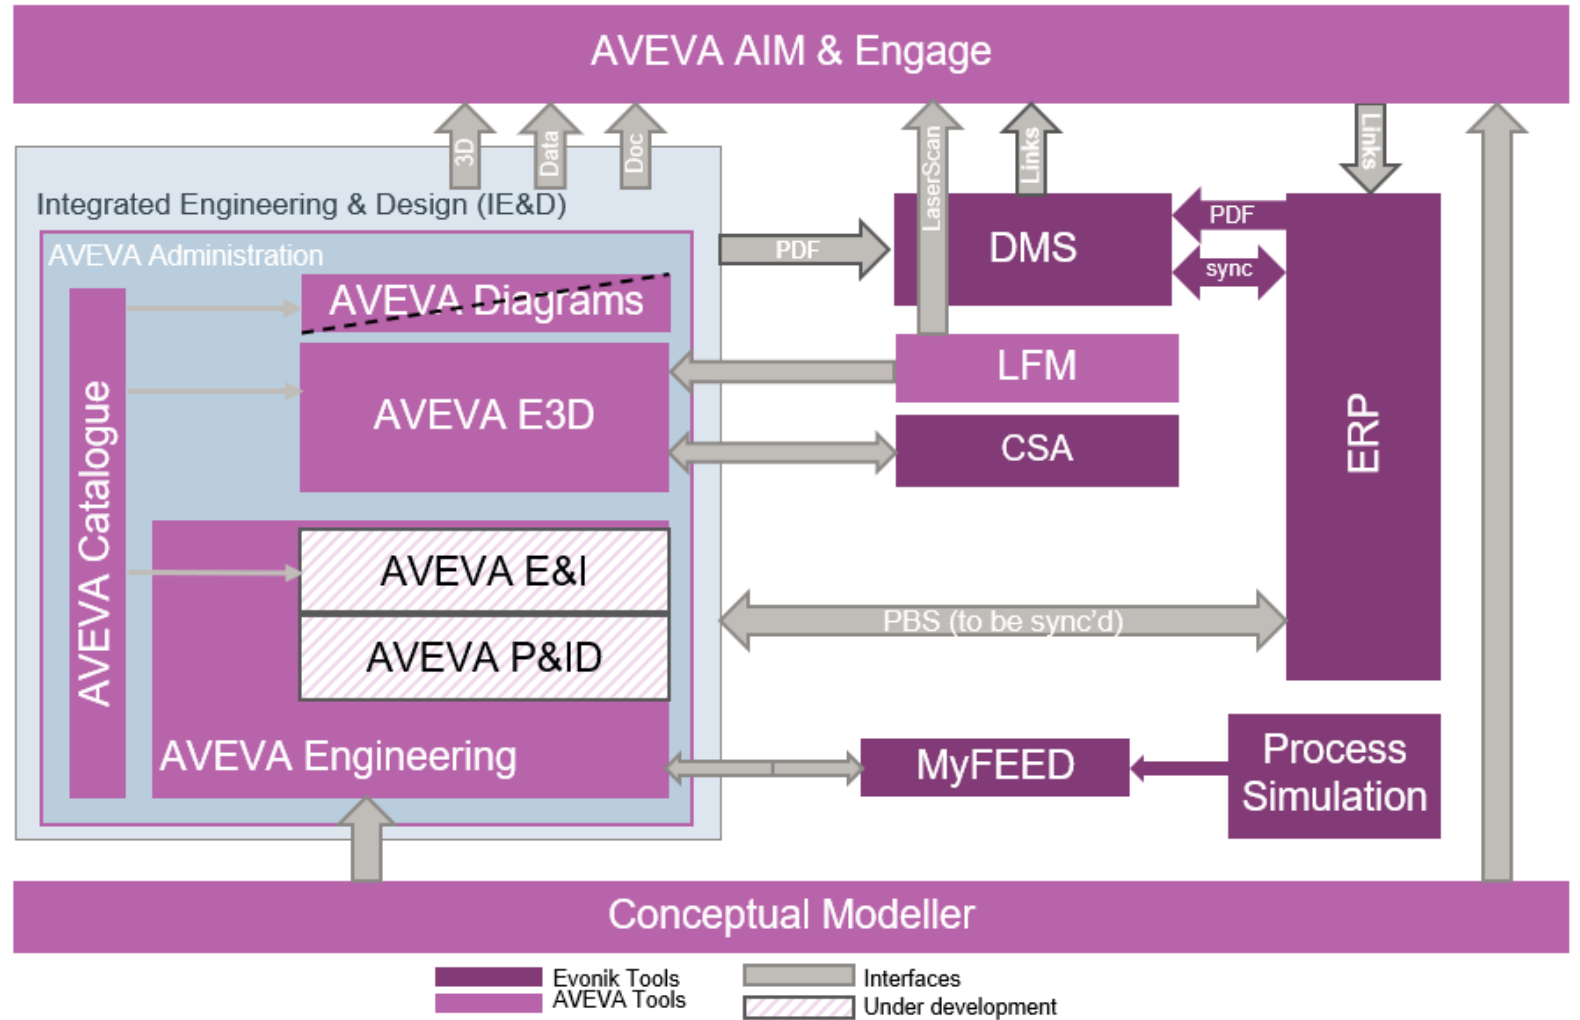 AVEVA AIM & Engage
3D
Data
Doc
LaserScan
Links
Links
Integrated Engineering & Design (IE&D)
AVEVA Administration
AVEVA Diagrams
AVEVA E3D
AVEVA Catalogue
AVEVA E&I
AVEVA P&ID
AVEVA Engineering
PDF
DMS
PDF
sync
LFM
CSA
ERP
PBS (to be sync'd)
MyFEED
Process
Simulation
Conceptual Modeller
Evonik Tools
AVEVA Tools
Interfaces
Under development